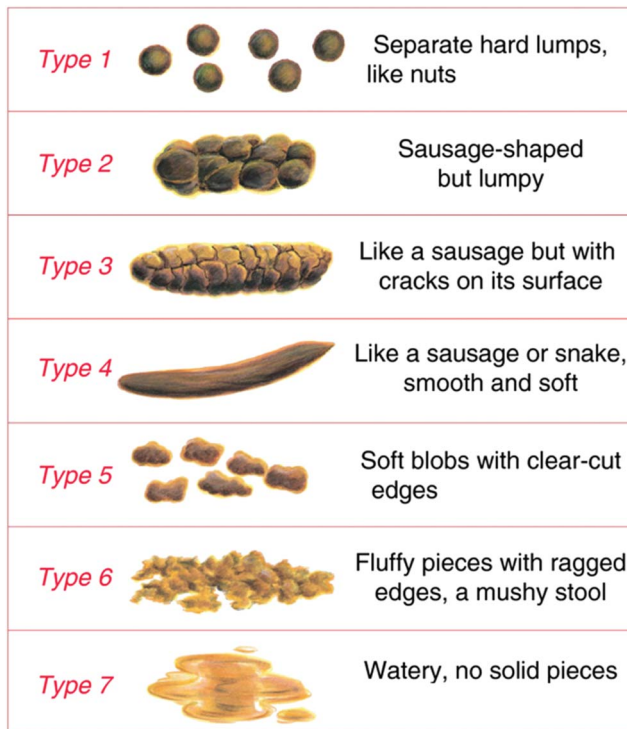 Type 1
Separate hard lumps,
like nuts
Type 2
Sausage-shaped
but lumpy
Type 3
Like a sausage but with
cracks on its surface
Type 4
Like a sausage or snake,
smooth and soft
Type 5
Soft blobs with clear-cut
edges
Type 6
Fluffy pieces with ragged
edges, a mushy stool
Type 7
Watery, no solid pieces